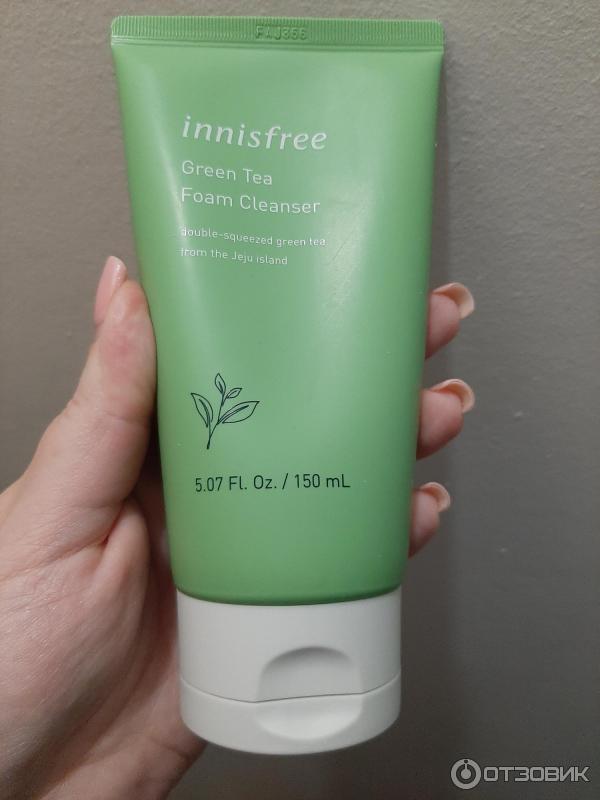 innisfree
Green Tea
Foam Cleanser
double-squeezed green tea
from the Jeju island
5.07 Fl. Oz. / 150 mL
ОТЗОВИК